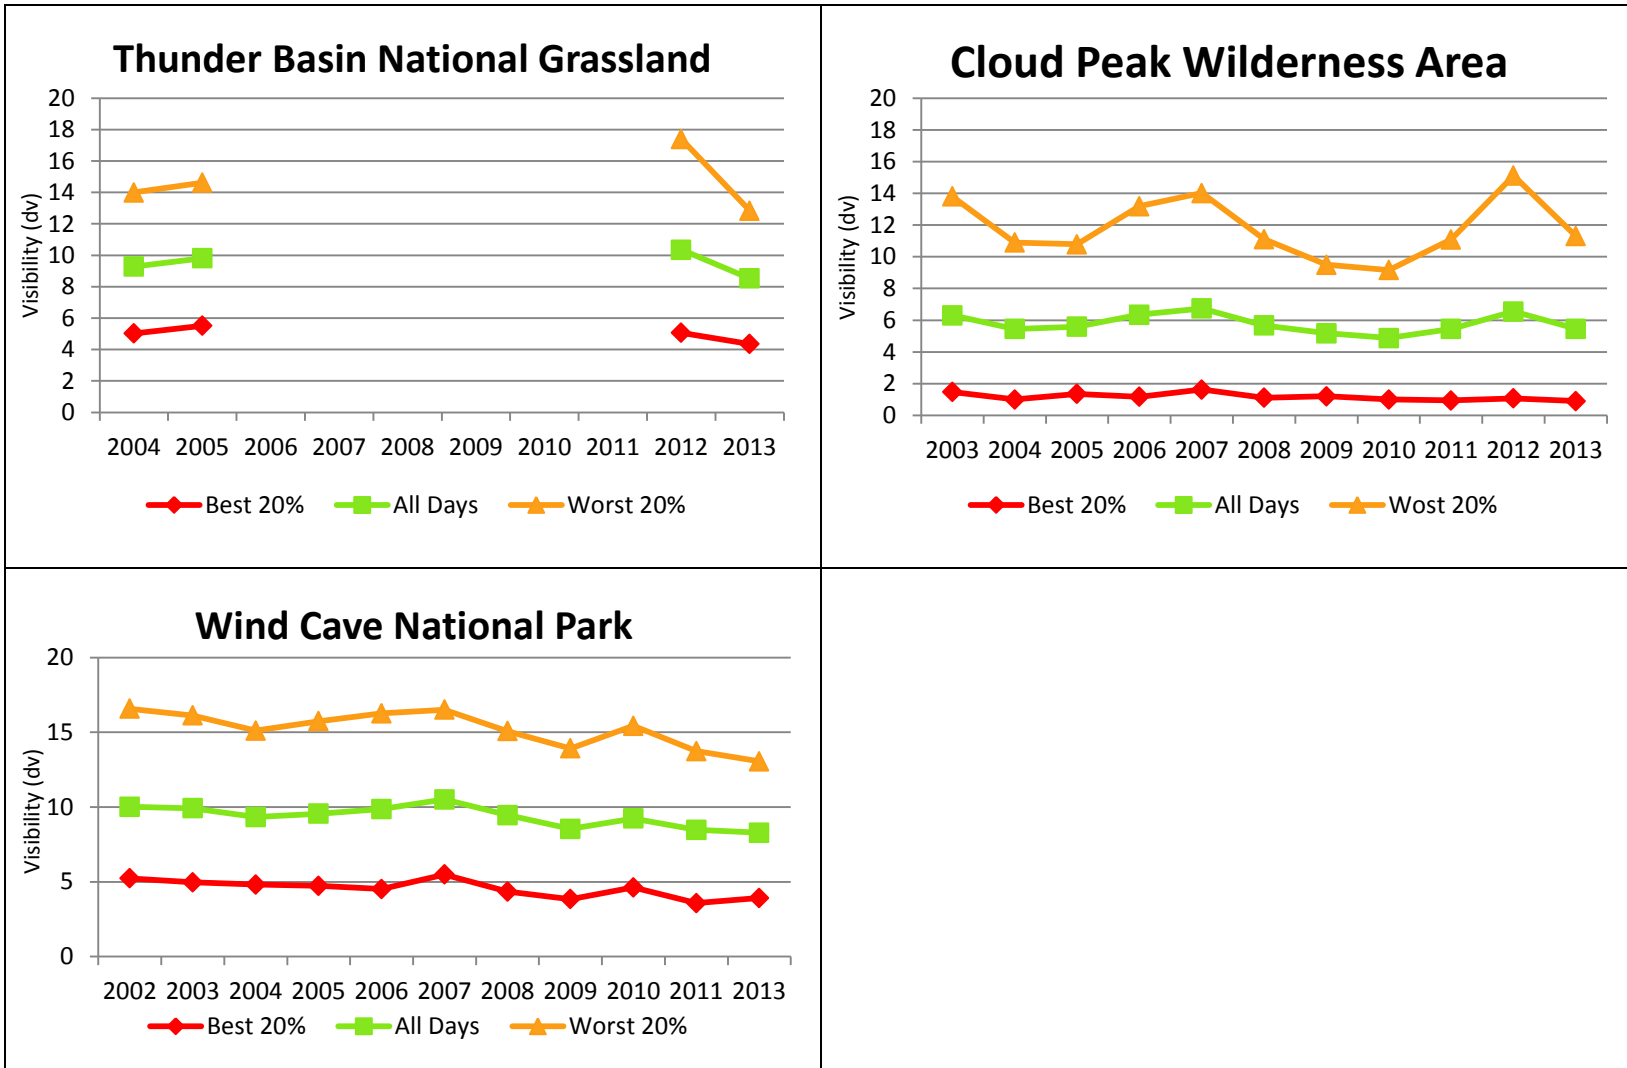 Thunder Basin National Grassland
20
18
16
14
12
10
8
6
4
2
0
Visibility (dv)
2004 2005 2006 2007 2008 2009 2010 2011 2012 2013
Best 20% All Days Worst 20%
Cloud Peak Wilderness Area
20
18
16
14
12
10
8
6
4
2
0
Visibility (dv)
2003 2004 2005 2006 2007 2008 2009 2010 2011 2012 2013
Best 20% All Days Wost 20%
Wind Cave National Park
20
15
10
5
0
Visibility (dv)
2002 2003 2004 2005 2006 2007 2008 2009 2010 2011 2013
Best 20% All Days Worst 20%